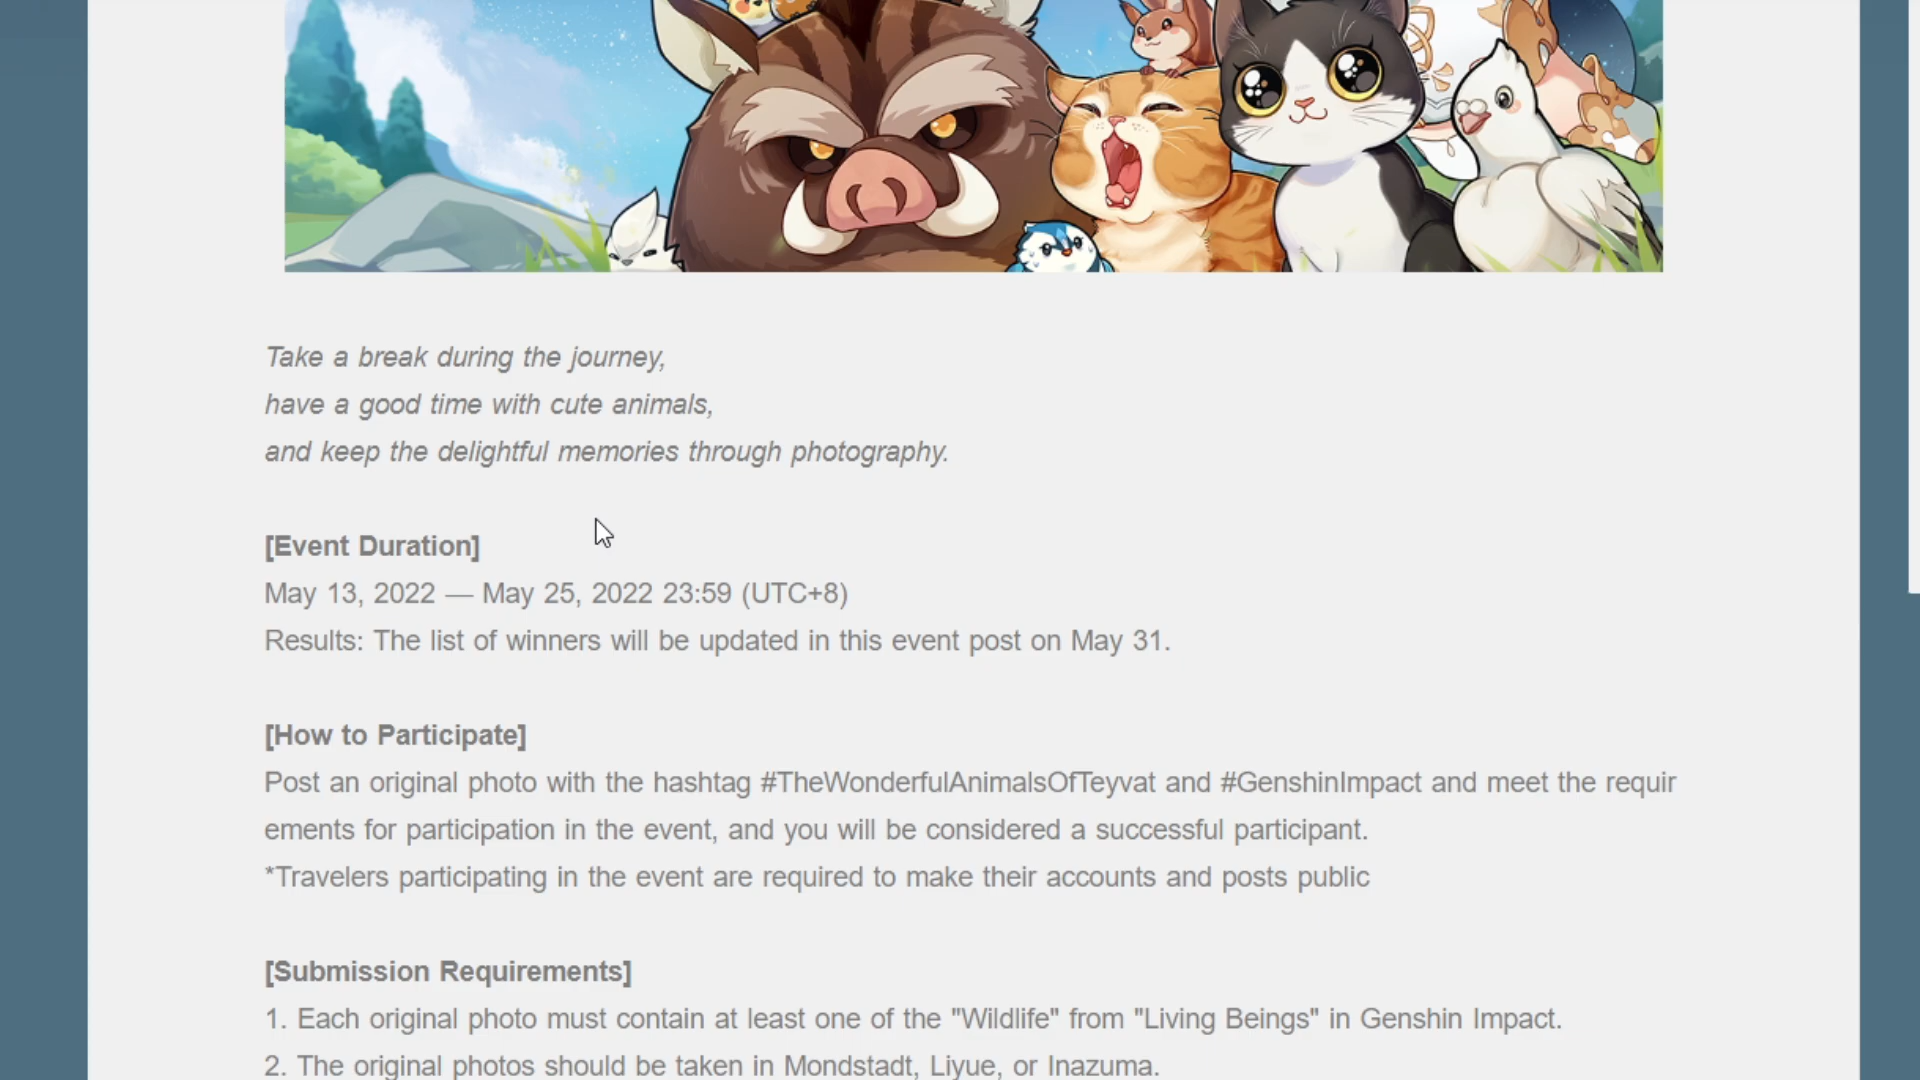 Take a break during the journey,
have a good time with cute animals,
and keep the delightful memories through photography.
[Event Duration]
May 13, 2022 — May 25, 2022 23:59 (UTC+8)
Results: The list of winners will be updated in this event post on May 31.
[How to Participate]
Post an original photo with the hashtag #TheWonderfulAnimalsOfTeyvat and #GenshinImpact and meet the requir
ements for participation in the event, and you will be considered a successful participant.
*Travelers participating in the event are required to make their accounts and posts public
[Submission Requirements]
1. Each original photo must contain at least one of the "Wildlife" from "Living Beings" in Genshin Impact.
2. The original photos should be taken in Mondstadt, Liyue, or Inazuma.